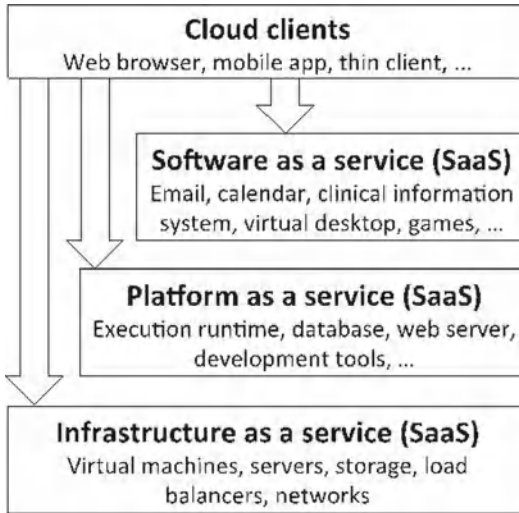 Cloud clients
Web browser, mobile app, thin client, ...
Software as a service (SaaS)
Email, calendar, clinical information
system, virtual desktop, games, ...
Platform as a service (SaaS)
Execution runtime, database, web server,
development tools, ...
Infrastructure as a service (SaaS)
Virtual machines, servers, storage, load
balancers, networks